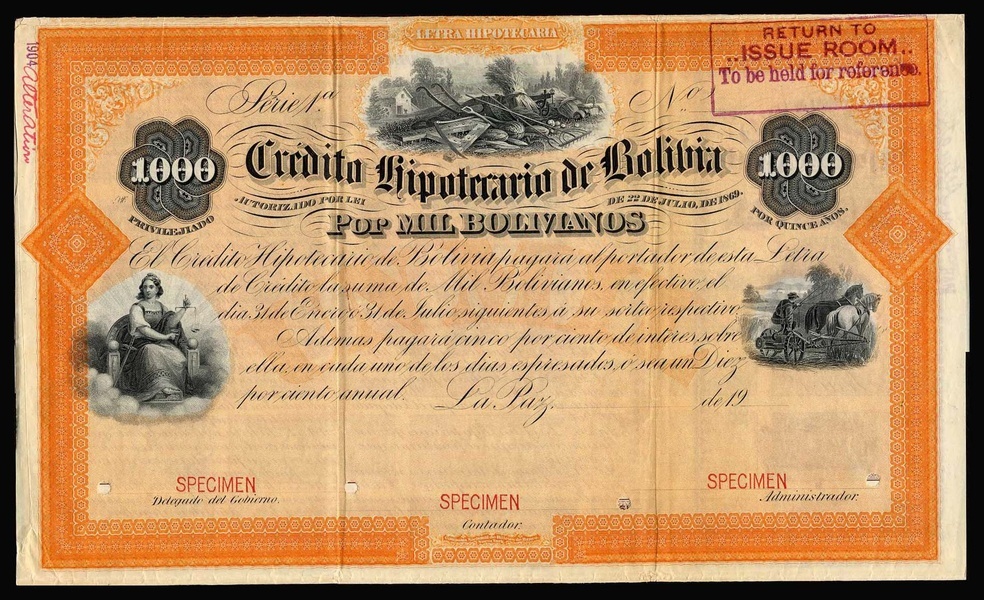 LETRA HIPOTECARIA
RETURN TO
ISSUE ROOM..
To be held for reference.
1904 Alteration
Serie 1.a
No.
1000
1000
Crédito Hipotecario de Bolivia
AUTORIZADO POR LEI DE 22 DE JULIO, DE 1869.
PRIVILEJIADO
POR QUINCE AÑOS.
POR MIL BOLIVIANOS
El Crédito Hipotecario de Bolivia pagará al portador de esta Letra
de Crédito la suma de Mil Bolivianos, en efectivo, el
dia 31 de Enero ó 31 de Julio siguientes á su sorteo respectivo.
Ademas pagará cinco por ciento de interes sobre
ella, en cada uno de los dias espresados, ó sea un Diez
por ciento anual.
La Paz, de 19
SPECIMEN
Delegado del Gobierno.
SPECIMEN
Contador.
SPECIMEN
Administrador.